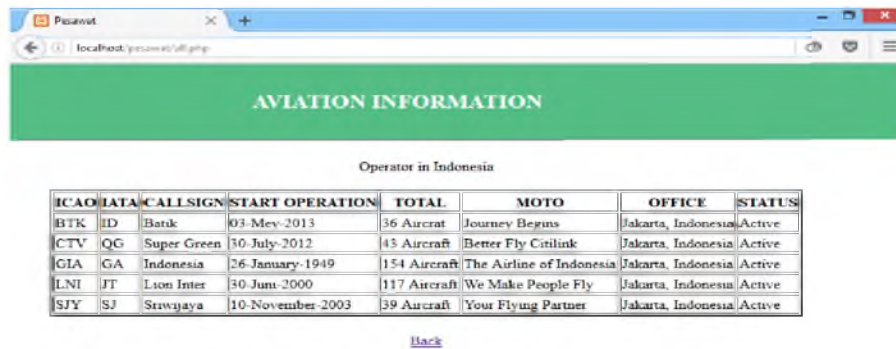 Pesawat
localhost/pesawat/all.php
AVIATION INFORMATION
Operator in Indonesia
ICAO IATA CALLSIGN START OPERATION TOTAL MOTO OFFICE STATUS
BTK ID Batik 03-Mey-2013 36 Aircrat Journey Begins Jakarta, Indonesia Active
CTV QG Super Green 30-July-2012 43 Aircraft Better Fly Citilink Jakarta, Indonesia Active
GIA GA Indonesia 26-January-1949 154 Aircraft The Airline of Indonesia Jakarta, Indonesia Active
LNI JT Lion Inter 30-Juni-2000 117 Aircraft We Make People Fly Jakarta, Indonesia Active
SJY SJ Sriwijaya 10-November-2003 39 Aircraft Your Flying Partner Jakarta, Indonesia Active
Back